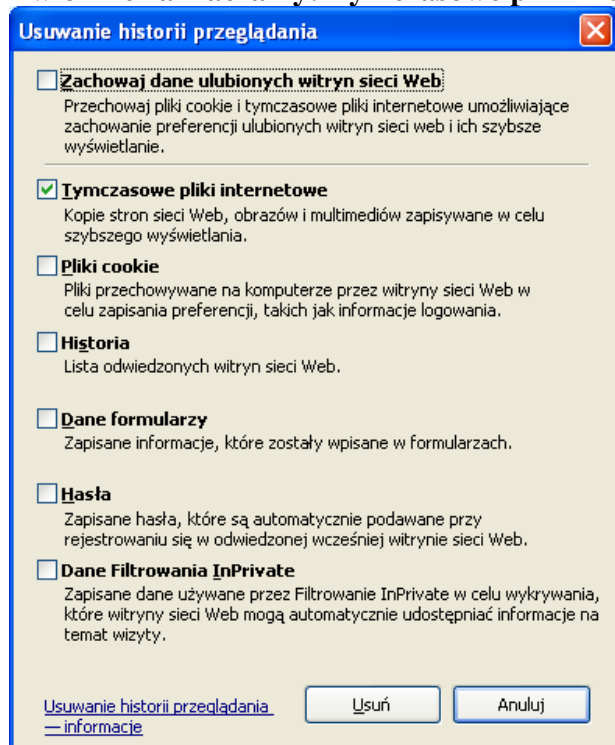 Usuwanie historii przeglądania
Zachowaj dane ulubionych witryn sieci Web
Przechowaj pliki cookie i tymczasowe pliki internetowe umożliwiające
zachowanie preferencji ulubionych witryn sieci web i ich szybsze
wyświetlanie.
Tymczasowe pliki internetowe
Kopie stron sieci Web, obrazów i multimediów zapisywane w celu
szybszego wyświetlania.
Pliki cookie
Pliki przechowywane na komputerze przez witryny sieci Web w
celu zapisania preferencji, takich jak informacje logowania.
Historia
Lista odwiedzonych witryn sieci Web.
Dane formularzy
Zapisane informacje, które zostały wpisane w formularzach.
Hasła
Zapisane hasła, które są automatycznie podawane przy
rejestrowaniu się w odwiedzonej wcześniej witrynie sieci Web.
Dane Filtrowania InPrivate
Zapisane dane używane przez Filtrowanie InPrivate w celu wykrywania,
które witryny sieci Web mogą automatycznie udostępniać informacje na
temat wizyty.
Usuwanie historii przeglądania
— informacje
Usuń
Anuluj